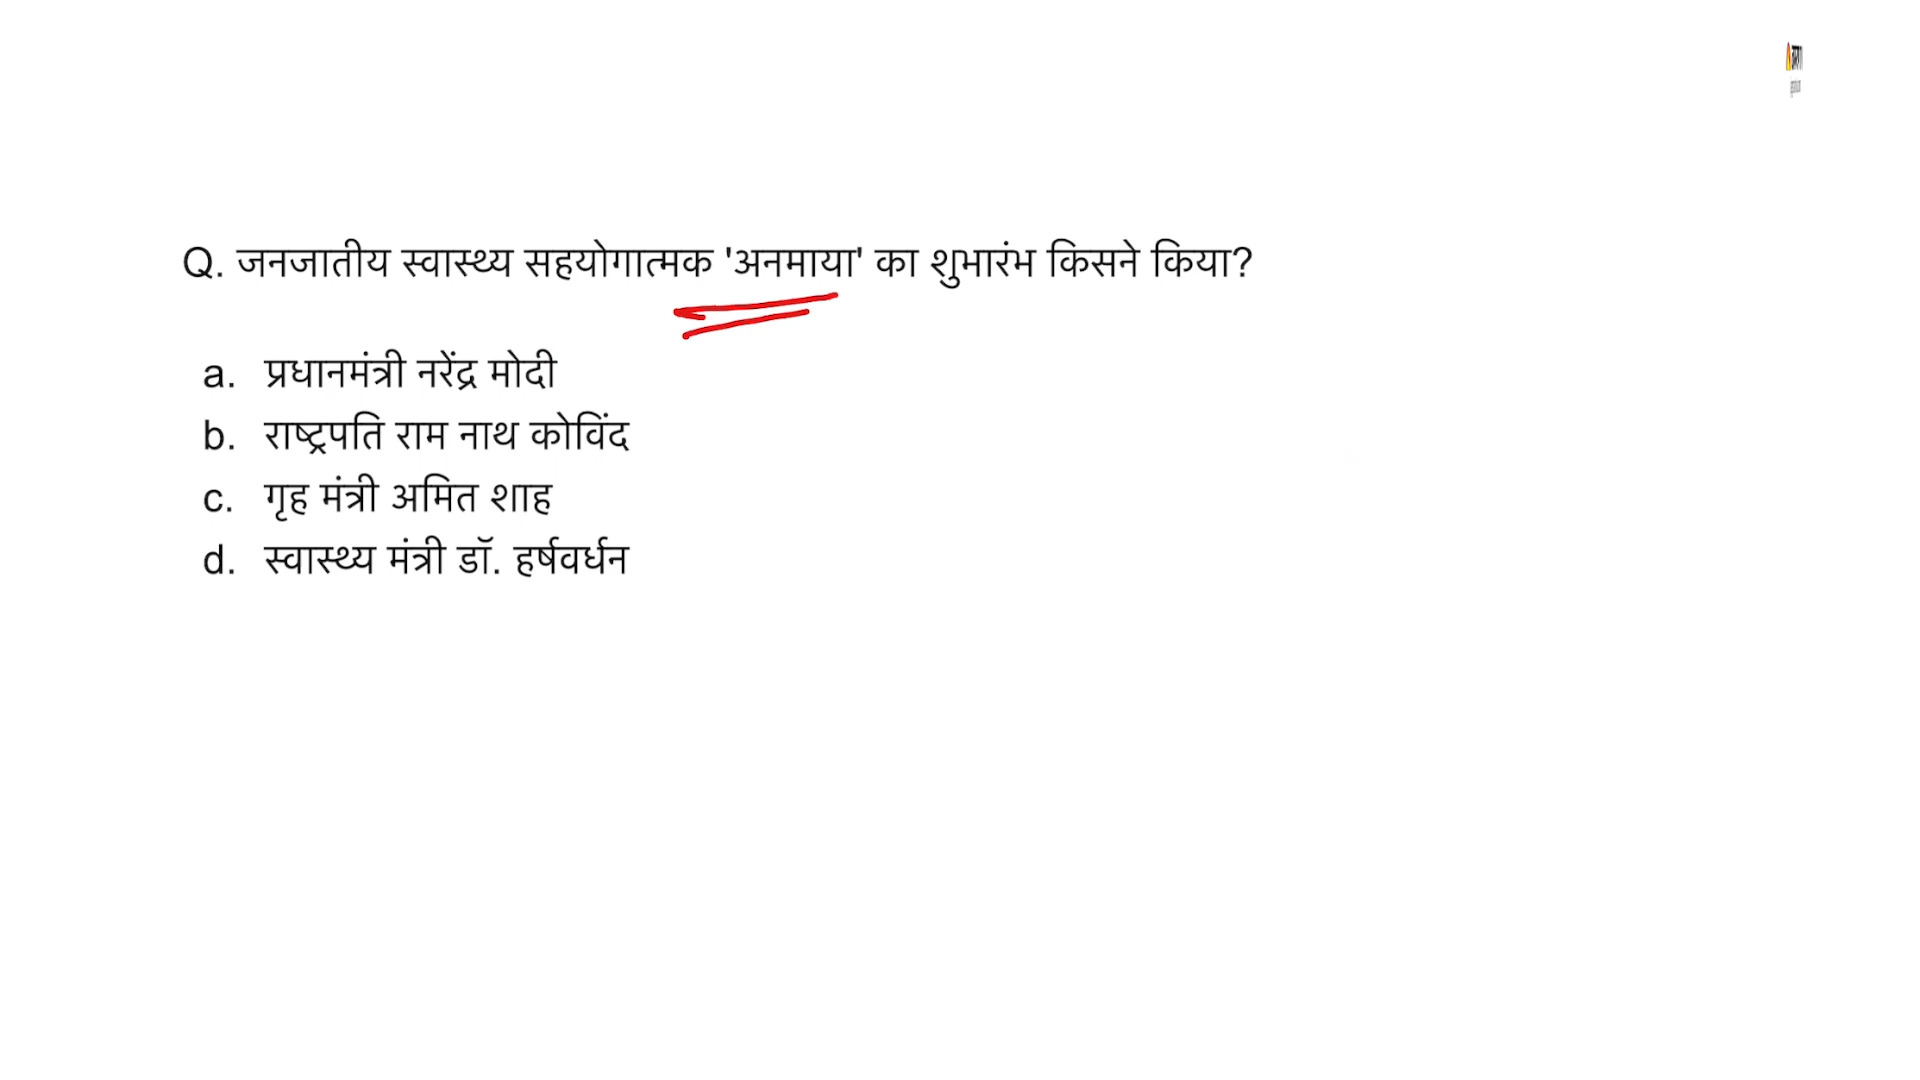 Q. जनजातीय स्वास्थ्य सहयोगात्मक 'अनमाया' का शुभारंभ किसने किया?
a. प्रधानमंत्री नरेंद्र मोदी
b. राष्ट्रपति राम नाथ कोविंद
c. गृह मंत्री अमित शाह
d. स्वास्थ्य मंत्री डॉ. हर्षवर्धन